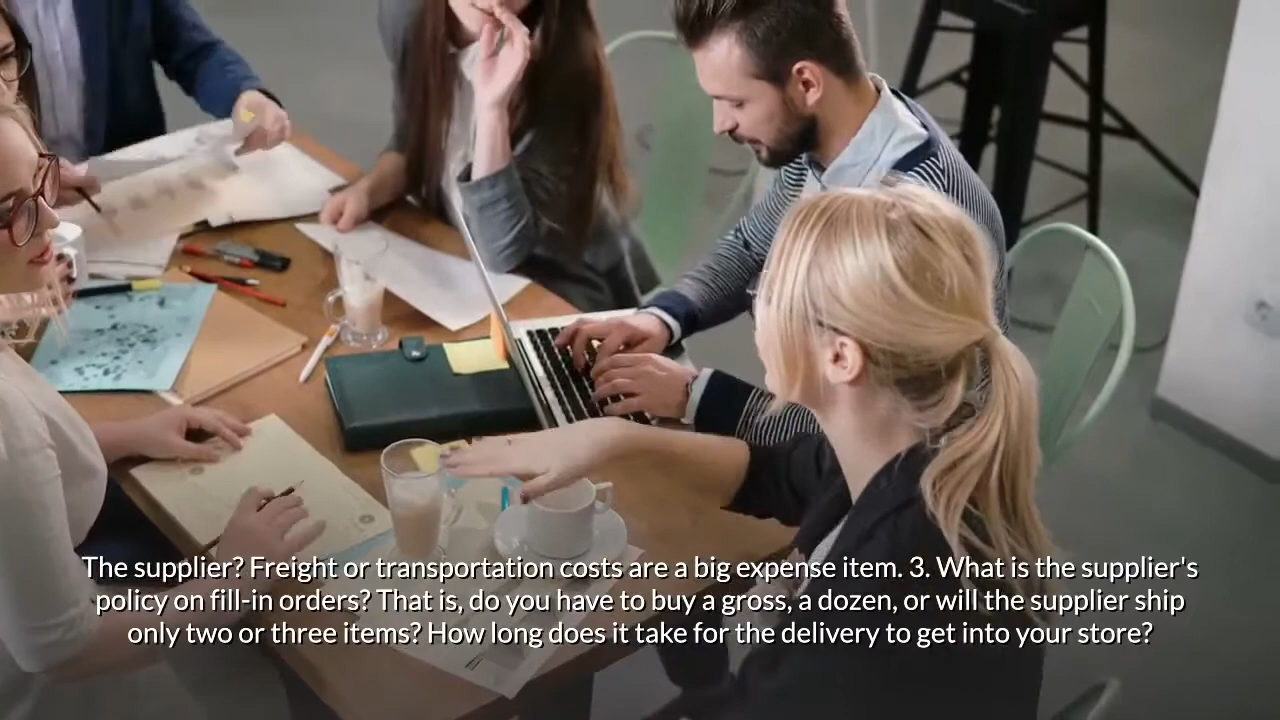 The supplier? Freight or transportation costs are a big expense item. 3. What is the supplier's
policy on fill-in orders? That is, do you have to buy a gross, a dozen, or will the supplier ship
only two or three items? How long does it take for the delivery to get into your store?